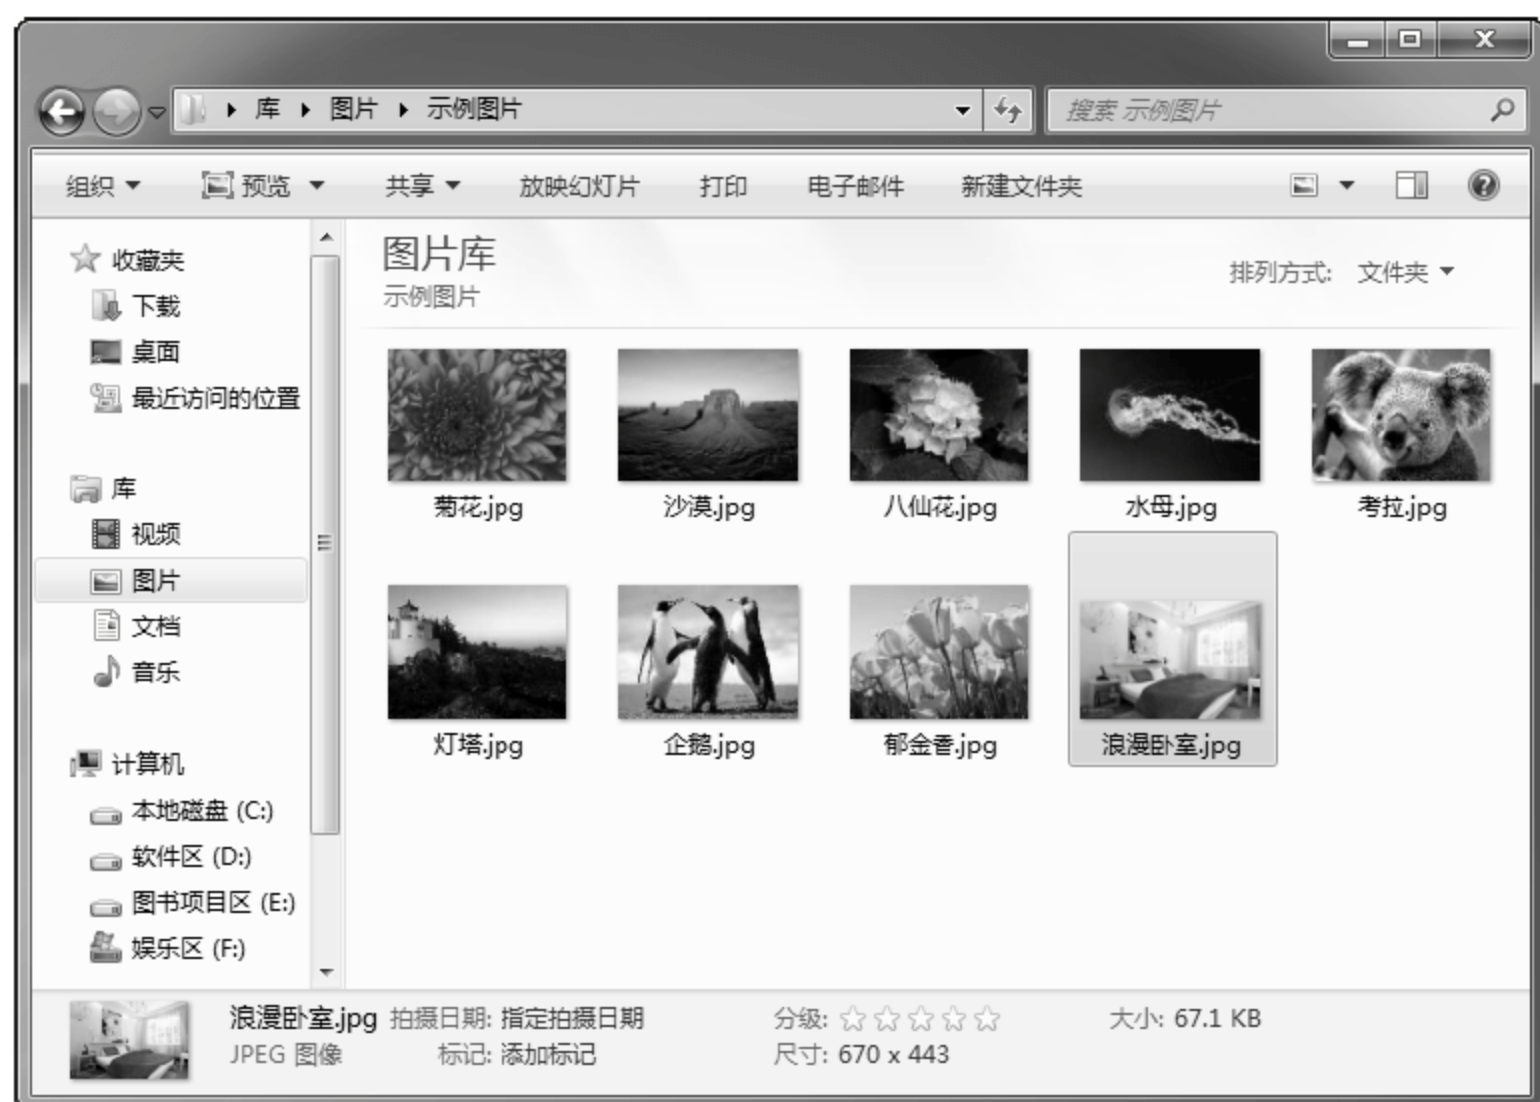 库 图片 示例图片
搜索 示例图片
组织 预览 共享 放映幻灯片 打印 电子邮件 新建文件夹
收藏夹
下载
桌面
最近访问的位置
库
视频
图片
文档
音乐
计算机
本地磁盘 (C:)
软件区 (D:)
图书项目区 (E:)
娱乐区 (F:)
图片库
示例图片
排列方式: 文件夹
菊花.jpg 沙漠.jpg 八仙花.jpg 水母.jpg 考拉.jpg
灯塔.jpg 企鹅.jpg 郁金香.jpg 浪漫卧室.jpg
浪漫卧室.jpg 拍摄日期: 指定拍摄日期 分级: 大小: 67.1 KB
JPEG 图像 标记: 添加标记 尺寸: 670 x 443